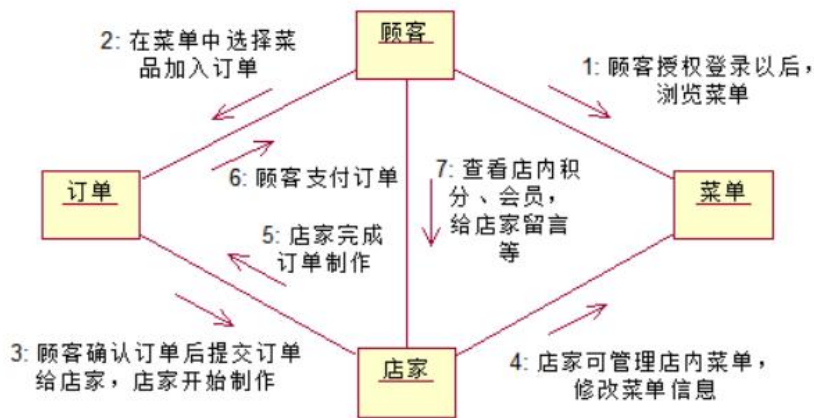 顾客
2: 在菜单中选择菜
品加入订单
1: 顾客授权登录以后，
浏览菜单
订单
6: 顾客支付订单
7: 查看店内积
分、会员，
给店家留言
等
菜单
5: 店家完成
订单制作
3: 顾客确认订单后提交订单
给店家，店家开始制作
店家
4: 店家可管理店内菜单，
修改菜单信息